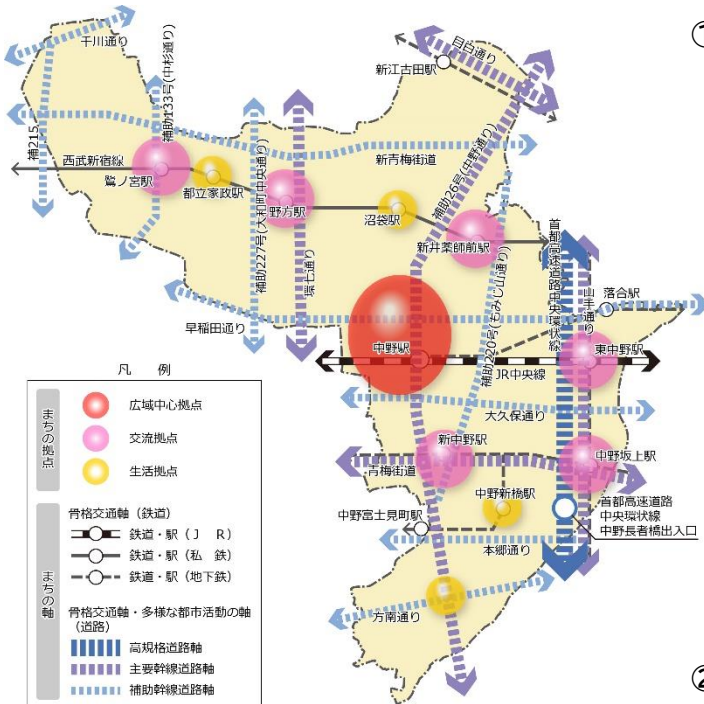 ①
千川通り
目白通り
新江古田駅
補助133号(中杉通り)
補215
西武新宿線
新青梅街道
鷺ノ宮駅
都立家政駅
野方駅
沼袋駅
新井薬師前駅
補助26号(中野通り)
補助227号(大和町中央通り)
環七通り
首都高速道路中央環状線
山手通り
落合駅
早稲田通り
補助220号(もみじ山通り)
中野駅
東中野駅
JR中央線
大久保通り
新中野駅
中野坂上駅
青梅街道
中野新橋駅
中野富士見町駅
首都高速道路
中央環状線
中野長者橋出入口
本郷通り
方南通り
凡 例
まちの拠点
広域中心拠点
交流拠点
生活拠点
まちの軸
骨格交通軸(鉄道)
鉄道・駅(J R)
鉄道・駅(私 鉄)
鉄道・駅(地下鉄)
骨格交通軸・多様な都市活動の軸
(道路)
高規格道路軸
主要幹線道路軸
補助幹線道路軸
②